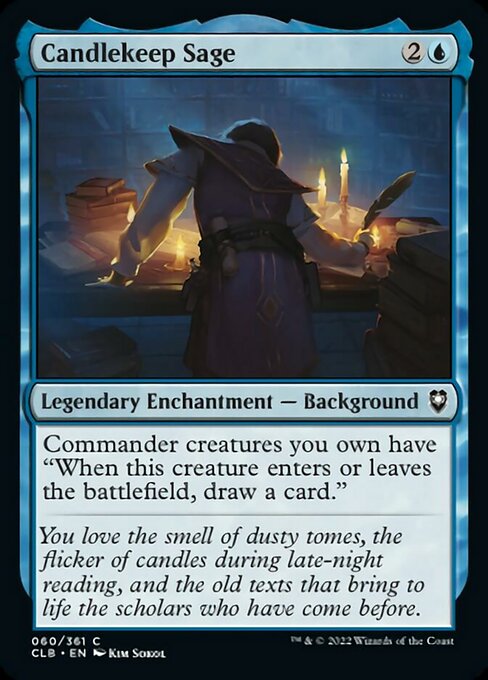 Candlekeep Sage 2
Legendary Enchantment — Background
Commander creatures you own have
“When this creature enters or leaves
the battlefield, draw a card.”
You love the smell of dusty tomes, the
flicker of candles during late-night
reading, and the old texts that bring to
life the scholars who have come before.
060/361 C
CLB • EN Kim Sokol
™ & © 2022 Wizards of the Coast